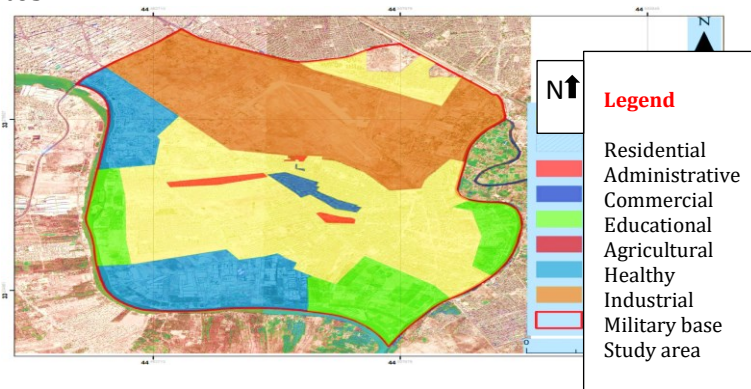 N
N
Legend
Residential
Administrative
Commercial
Educational
Agricultural
Healthy
Industrial
Military base
Study area